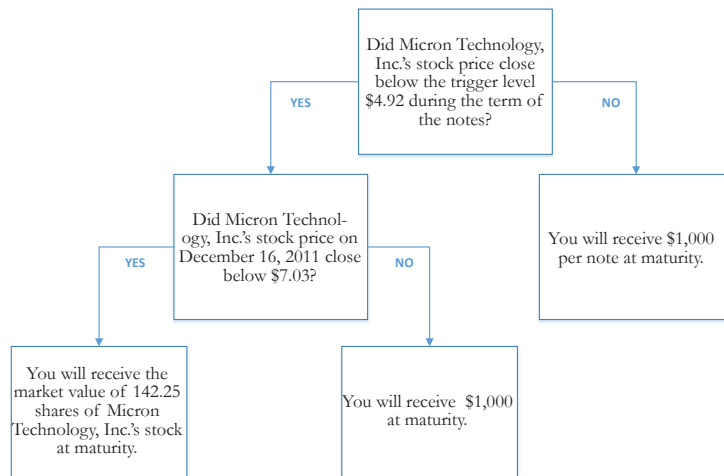 Did Micron Technology,
Inc.'s stock price close
below the trigger level
$4.92 during the term of
the notes?
YES
NO
Did Micron Technol-
ogy, Inc.'s stock price on
December 16, 2011 close
below $7.03?
You will receive $1,000
per note at maturity.
YES
NO
You will receive the
market value of 142.25
shares of Micron
Technology, Inc.'s stock
at maturity.
You will receive $1,000
at maturity.